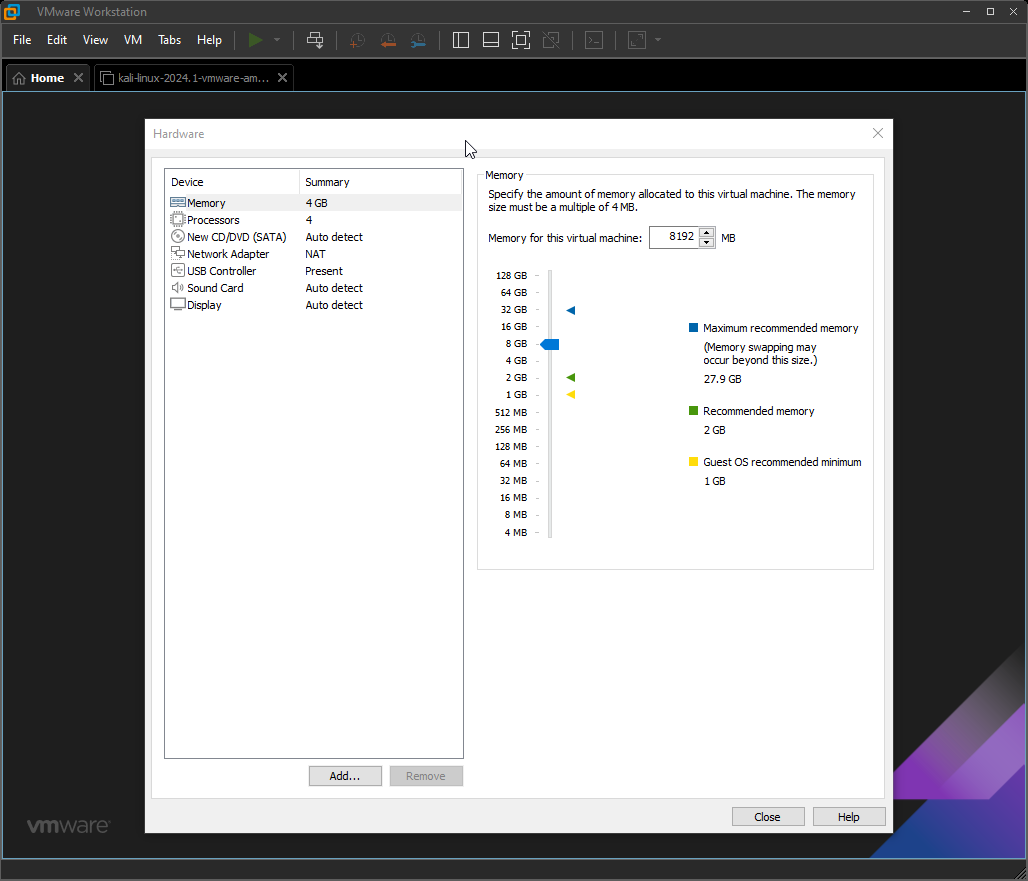 VMware Workstation
File Edit View VM Tabs Help
Home
kali-linux-2024.1-vmware-am...
Hardware
Device Summary
Memory 4 GB
Processors 4
New CD/DVD (SATA) Auto detect
Network Adapter NAT
USB Controller Present
Sound Card Auto detect
Display Auto detect
Add...
Remove
Memory
Specify the amount of memory allocated to this virtual machine. The memory
size must be a multiple of 4 MB.
Memory for this virtual machine: 8192 MB
128 GB
64 GB
32 GB
16 GB
8 GB
4 GB
2 GB
1 GB
512 MB
256 MB
128 MB
64 MB
32 MB
16 MB
8 MB
4 MB
Maximum recommended memory
(Memory swapping may
occur beyond this size.)
27.9 GB
Recommended memory
2 GB
Guest OS recommended minimum
1 GB
Close
Help
vmware